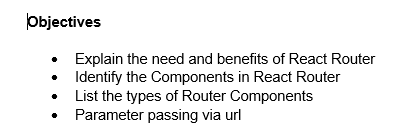 Objectives
• Explain the need and benefits of React Router
• Identify the Components in React Router
• List the types of Router Components
• Parameter passing via url